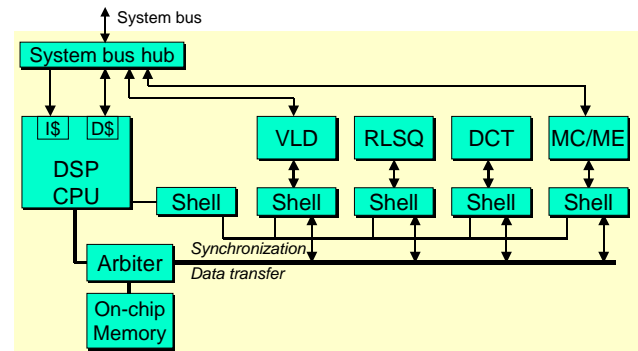 System bus
System bus hub
I$ D$
DSP
CPU
VLD RLSQ DCT MC/ME
Shell Shell Shell Shell Shell
Synchronization
Arbiter
Data transfer
On-chip
Memory